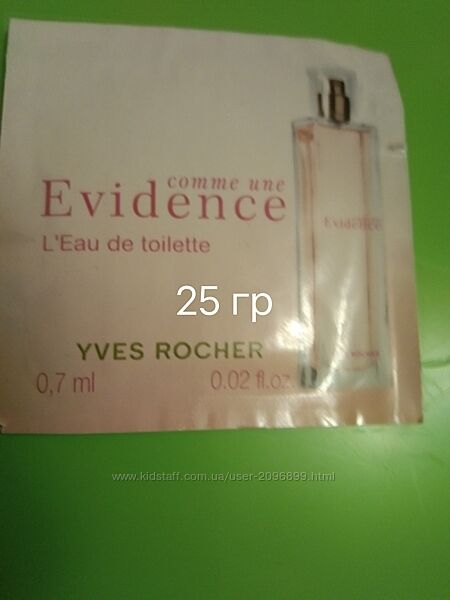 comme une
Evidence
L'Eau de toilette
Evidence
25 гр
YVES ROCHER
ROCHER
0,7 ml 0.02 fl.oz
www.kidstaff.com.ua/user-2096899.html